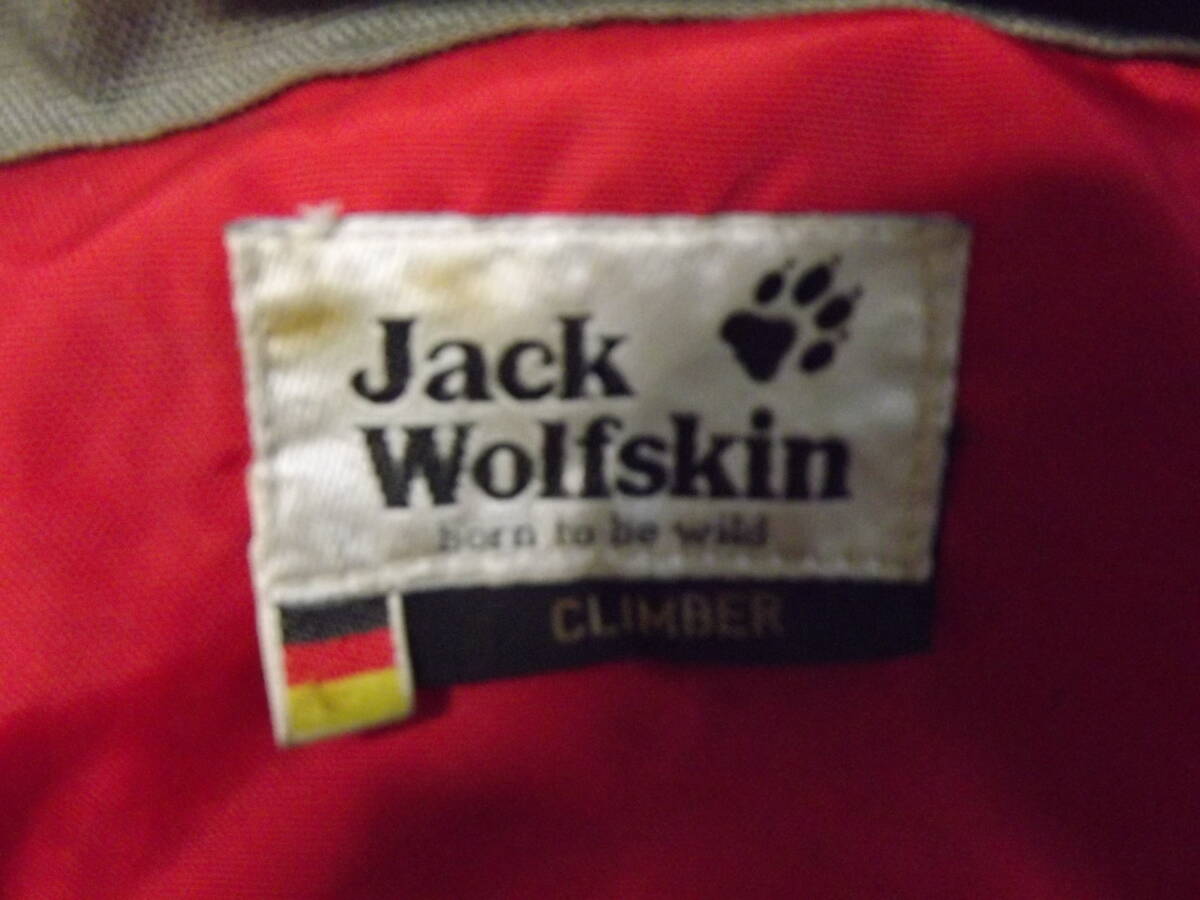 Jack
Wolfskin
Born to be wild
CLIMBER